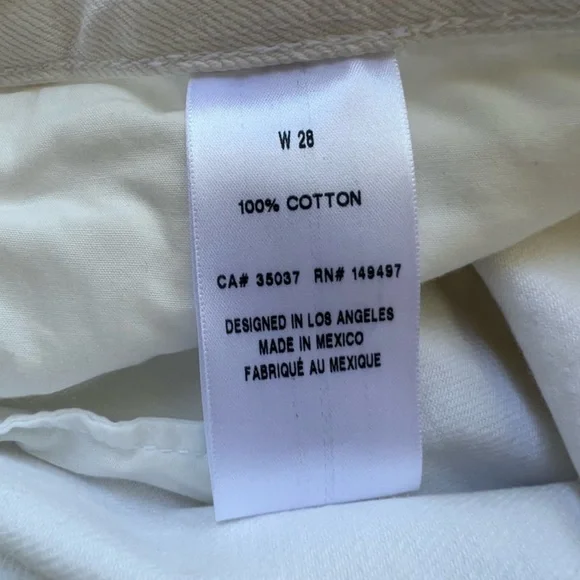 W 28
100% COTTON
CA# 35037 RN# 149497
DESIGNED IN LOS ANGELES
MADE IN MEXICO
FABRIQUÉ AU MEXIQUE